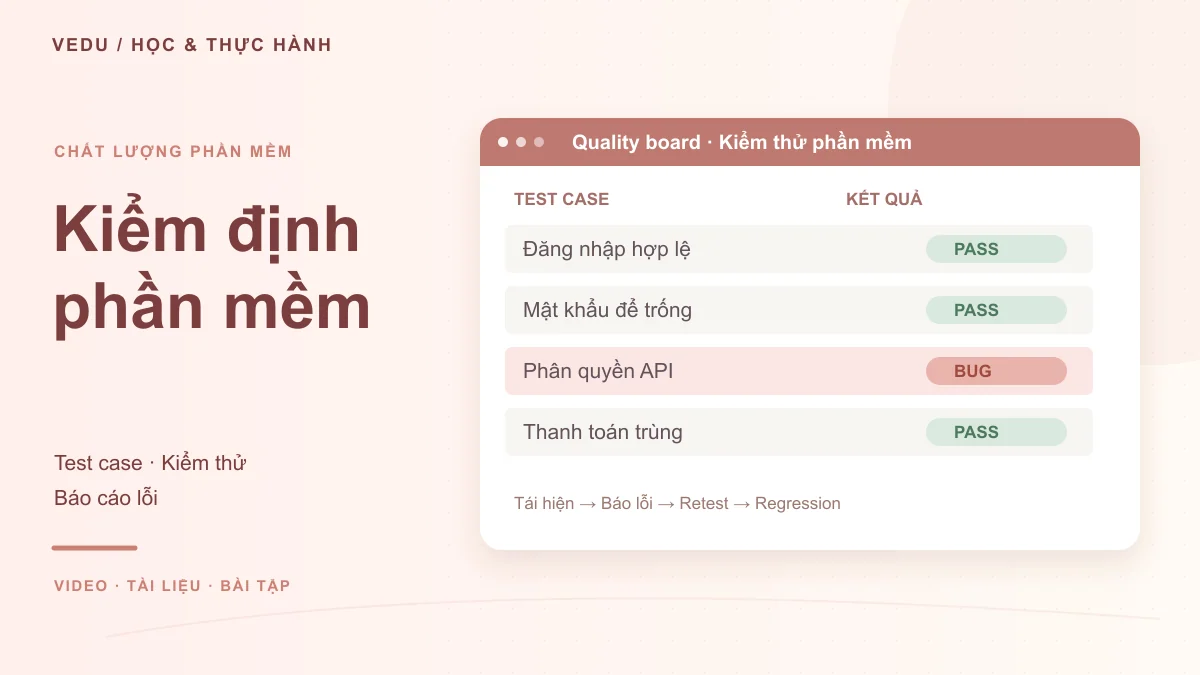 VEDU / HỌC & THỰC HÀNH
CHẤT LƯỢNG PHẦN MỀM
Kiểm định
phần mềm
Test case · Kiểm thử
Báo cáo lỗi
VIDEO · TÀI LIỆU · BÀI TẬP
Quality board · Kiểm thử phần mềm
TEST CASE KẾT QUẢ
Đăng nhập hợp lệ PASS
Mật khẩu để trống PASS
Phân quyền API BUG
Thanh toán trùng PASS
Tái hiện → Báo lỗi → Retest → Regression